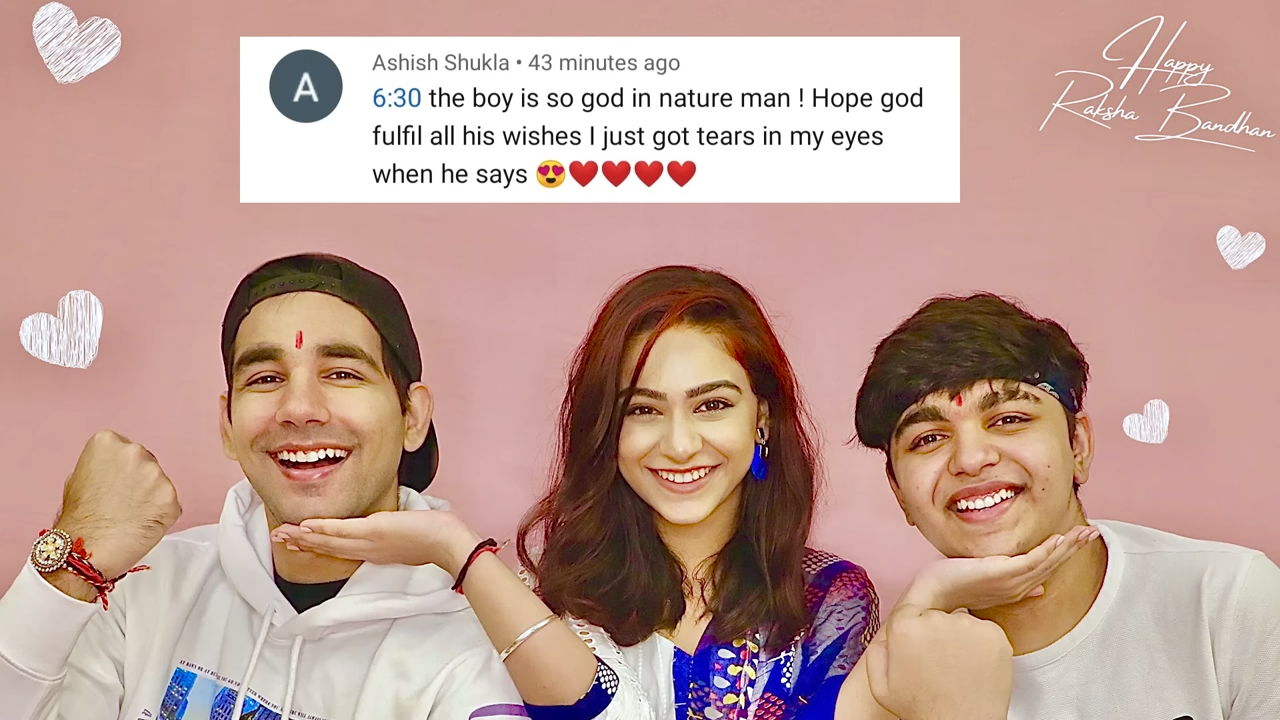 A
Ashish Shukla • 43 minutes ago
6:30 the boy is so god in nature man ! Hope god
fulfil all his wishes I just got tears in my eyes
when he says 😍❤️❤️❤️❤️
Happy
Raksha Bandhan